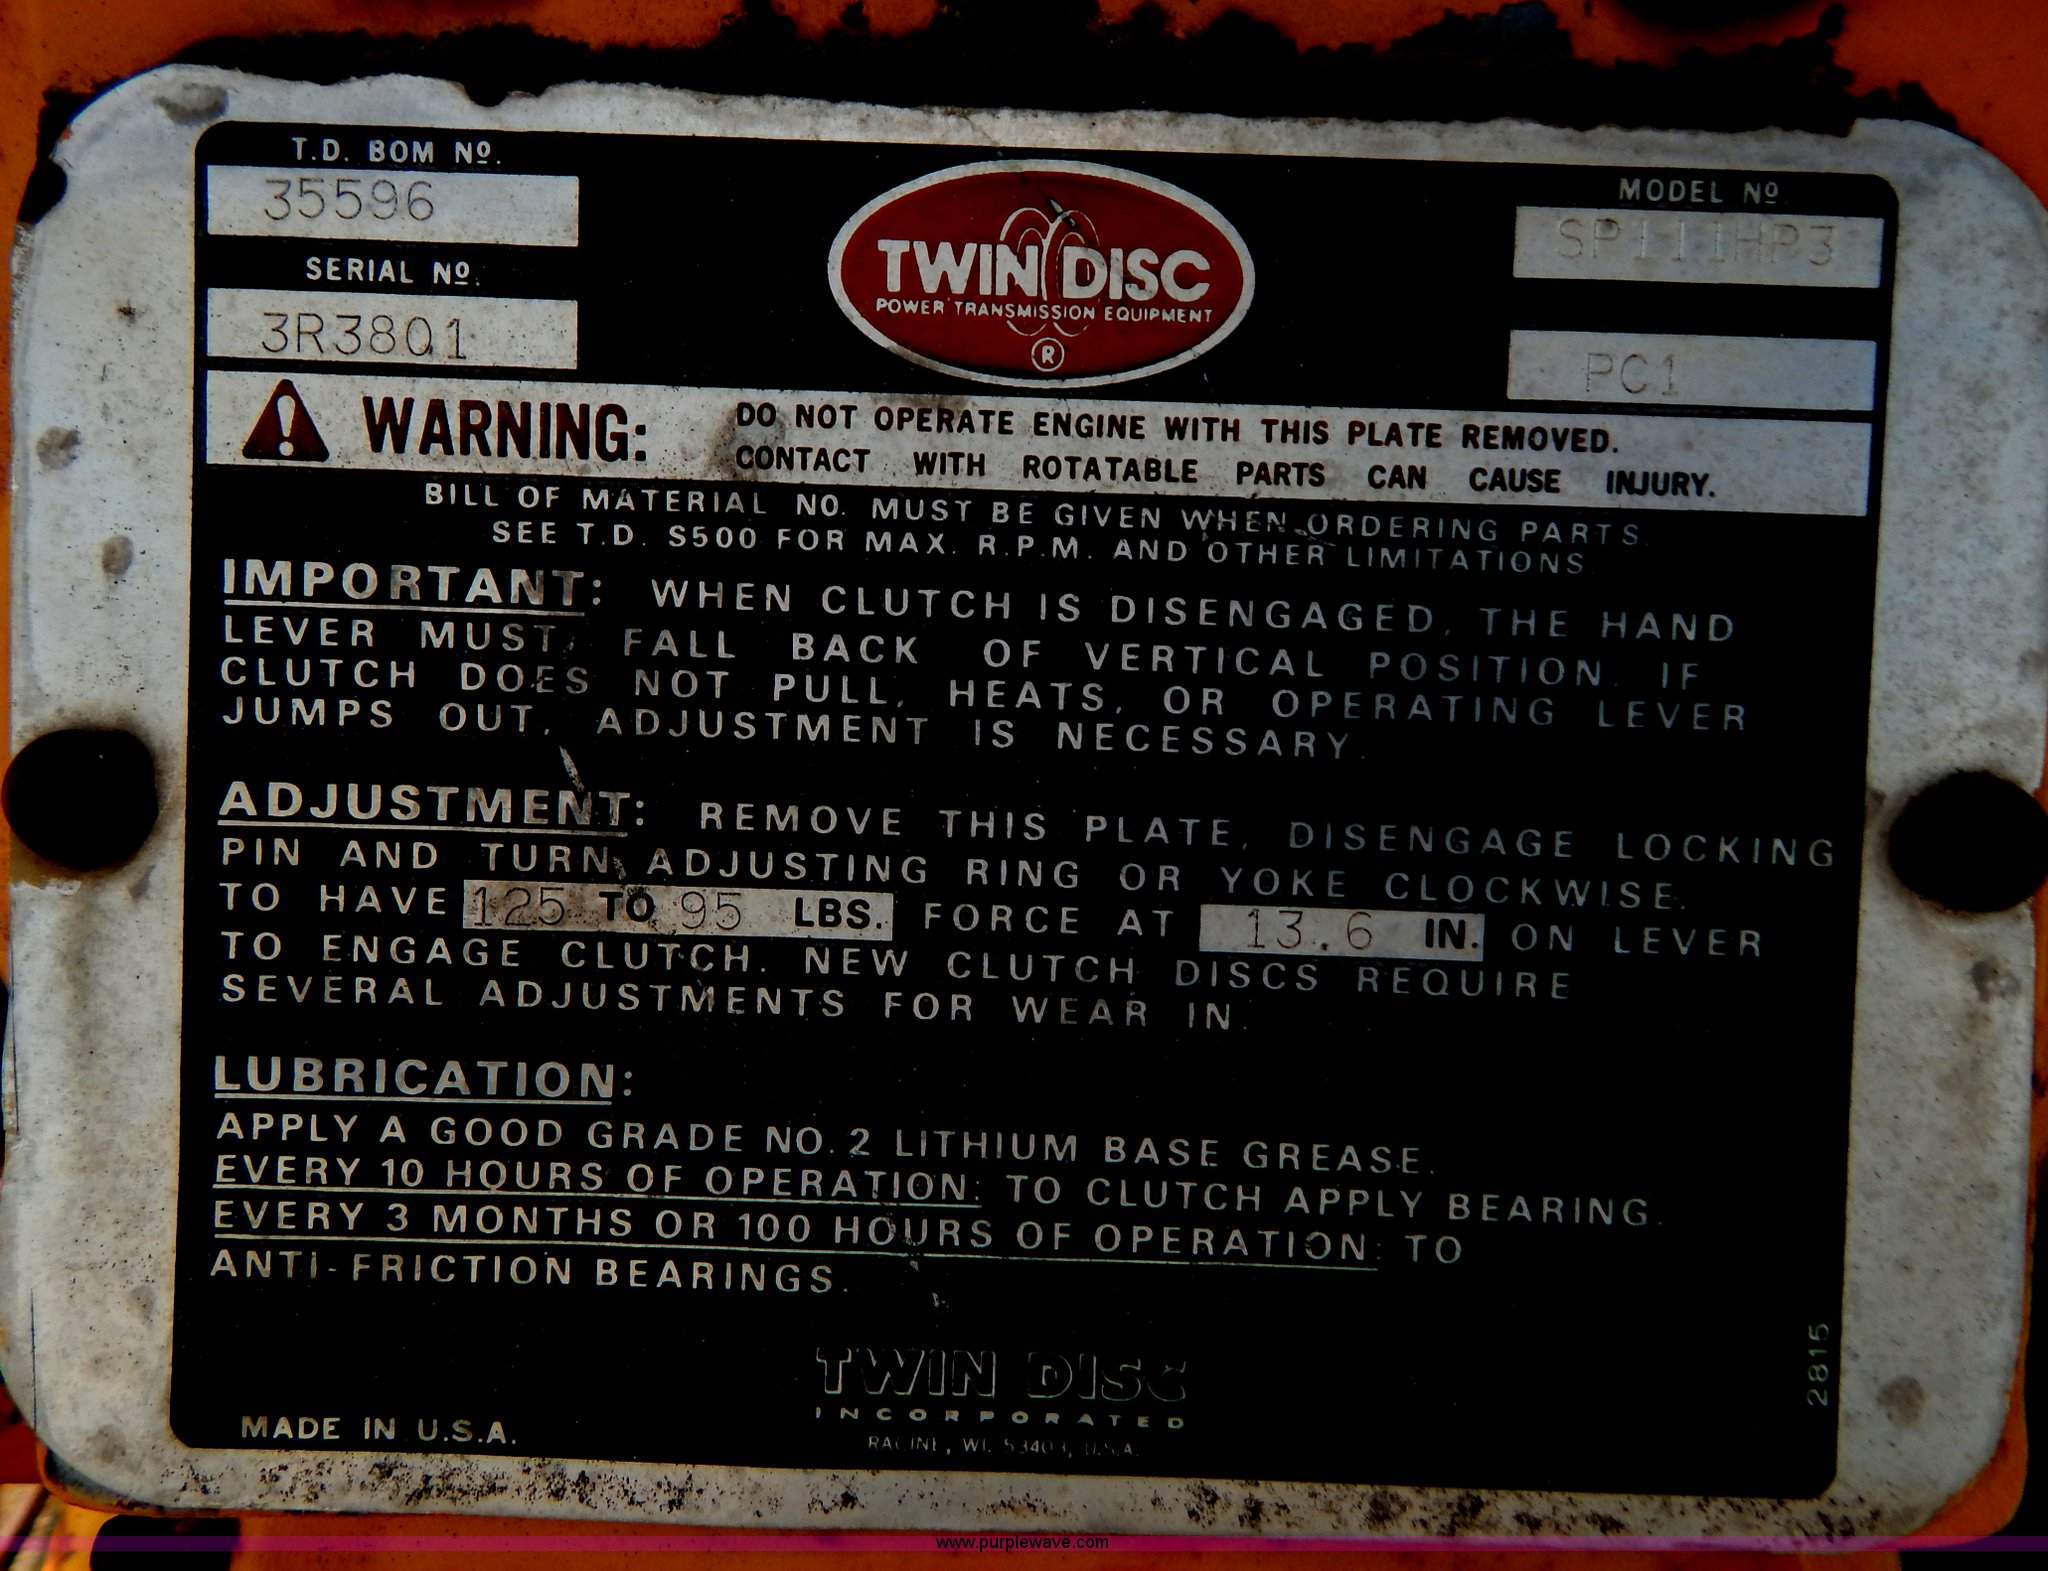 T.D. BOM Nº.
35596
SERIAL Nº.
3R3801
TWIN DISC
POWER TRANSMISSION EQUIPMENT
®
MODEL Nº
SP111HP3
PC1
WARNING: DO NOT OPERATE ENGINE WITH THIS PLATE REMOVED.
CONTACT WITH ROTATABLE PARTS CAN CAUSE INJURY.
BILL OF MATERIAL NO. MUST BE GIVEN WHEN ORDERING PARTS.
SEE T.D. S500 FOR MAX. R.P.M. AND OTHER LIMITATIONS.
IMPORTANT: WHEN CLUTCH IS DISENGAGED, THE HAND
LEVER MUST, FALL BACK OF VERTICAL POSITION. IF
CLUTCH DOES NOT PULL, HEATS, OR OPERATING LEVER
JUMPS OUT, ADJUSTMENT IS NECESSARY.
ADJUSTMENT: REMOVE THIS PLATE, DISENGAGE LOCKING
PIN AND TURN ADJUSTING RING OR YOKE CLOCKWISE.
TO HAVE 125 TO 95 LBS. FORCE AT 13.6 IN. ON LEVER
TO ENGAGE CLUTCH. NEW CLUTCH DISCS REQUIRE
SEVERAL ADJUSTMENTS FOR WEAR IN.
LUBRICATION:
APPLY A GOOD GRADE NO. 2 LITHIUM BASE GREASE.
EVERY 10 HOURS OF OPERATION: TO CLUTCH APPLY BEARING.
EVERY 3 MONTHS OR 100 HOURS OF OPERATION: TO
ANTI-FRICTION BEARINGS.
TWIN DISC
INCORPORATED
RACINE, WI. 53403, U.S.A.
MADE IN U.S.A.
2815
www.purplewave.com